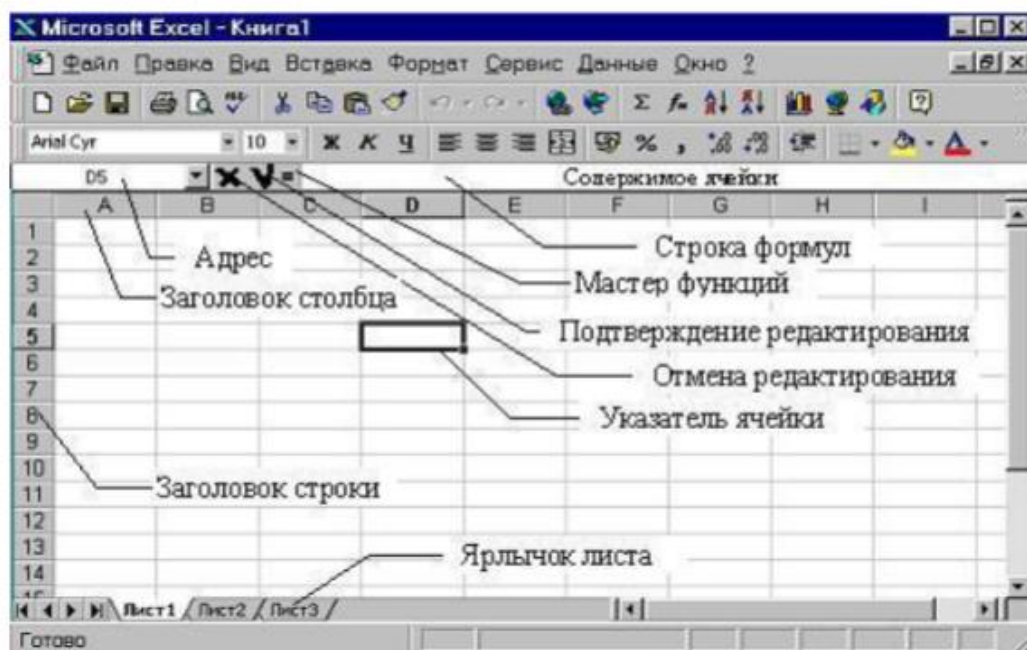 Microsoft Excel - Книга1
Файл Правка Вид Вставка Формат Сервис Данные Окно ?
Arial Cyr 10 Ж К Ч % ,
D5 = Содержимое ячейки
A B C D E F G H I
1
2
3
4
5
6
7
8
9
10
11
12
13
14
15
Строка формул
Адрес
Мастер функций
Заголовок столбца
Подтверждение редактирования
Отмена редактирования
Указатель ячейки
Заголовок строки
Ярлычок листа
Лист1 Лист2 Лист3
Готово